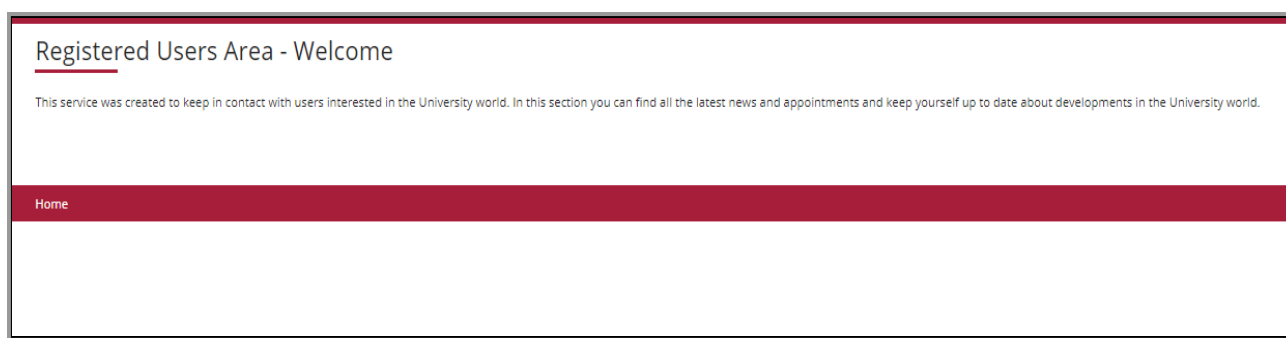 Registered Users Area - Welcome
This service was created to keep in contact with users interested in the University world. In this section you can find all the latest news and appointments and keep yourself up to date about developments in the University world.
Home